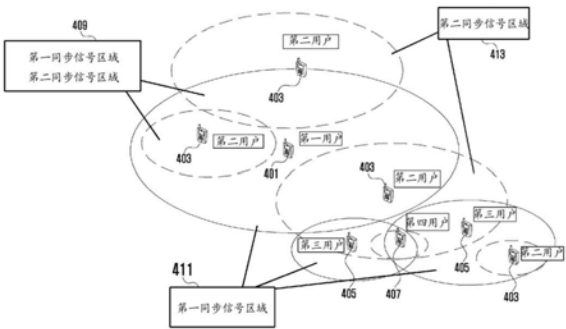 409
第一同步信号区域
第二同步信号区域
第二用户
403
第二同步信号区域
413
403
第二用户
第一用户
401
403
第二用户
第三用户
405
第四用户
407
第三用户
405
第二用户
403
411
第一同步信号区域